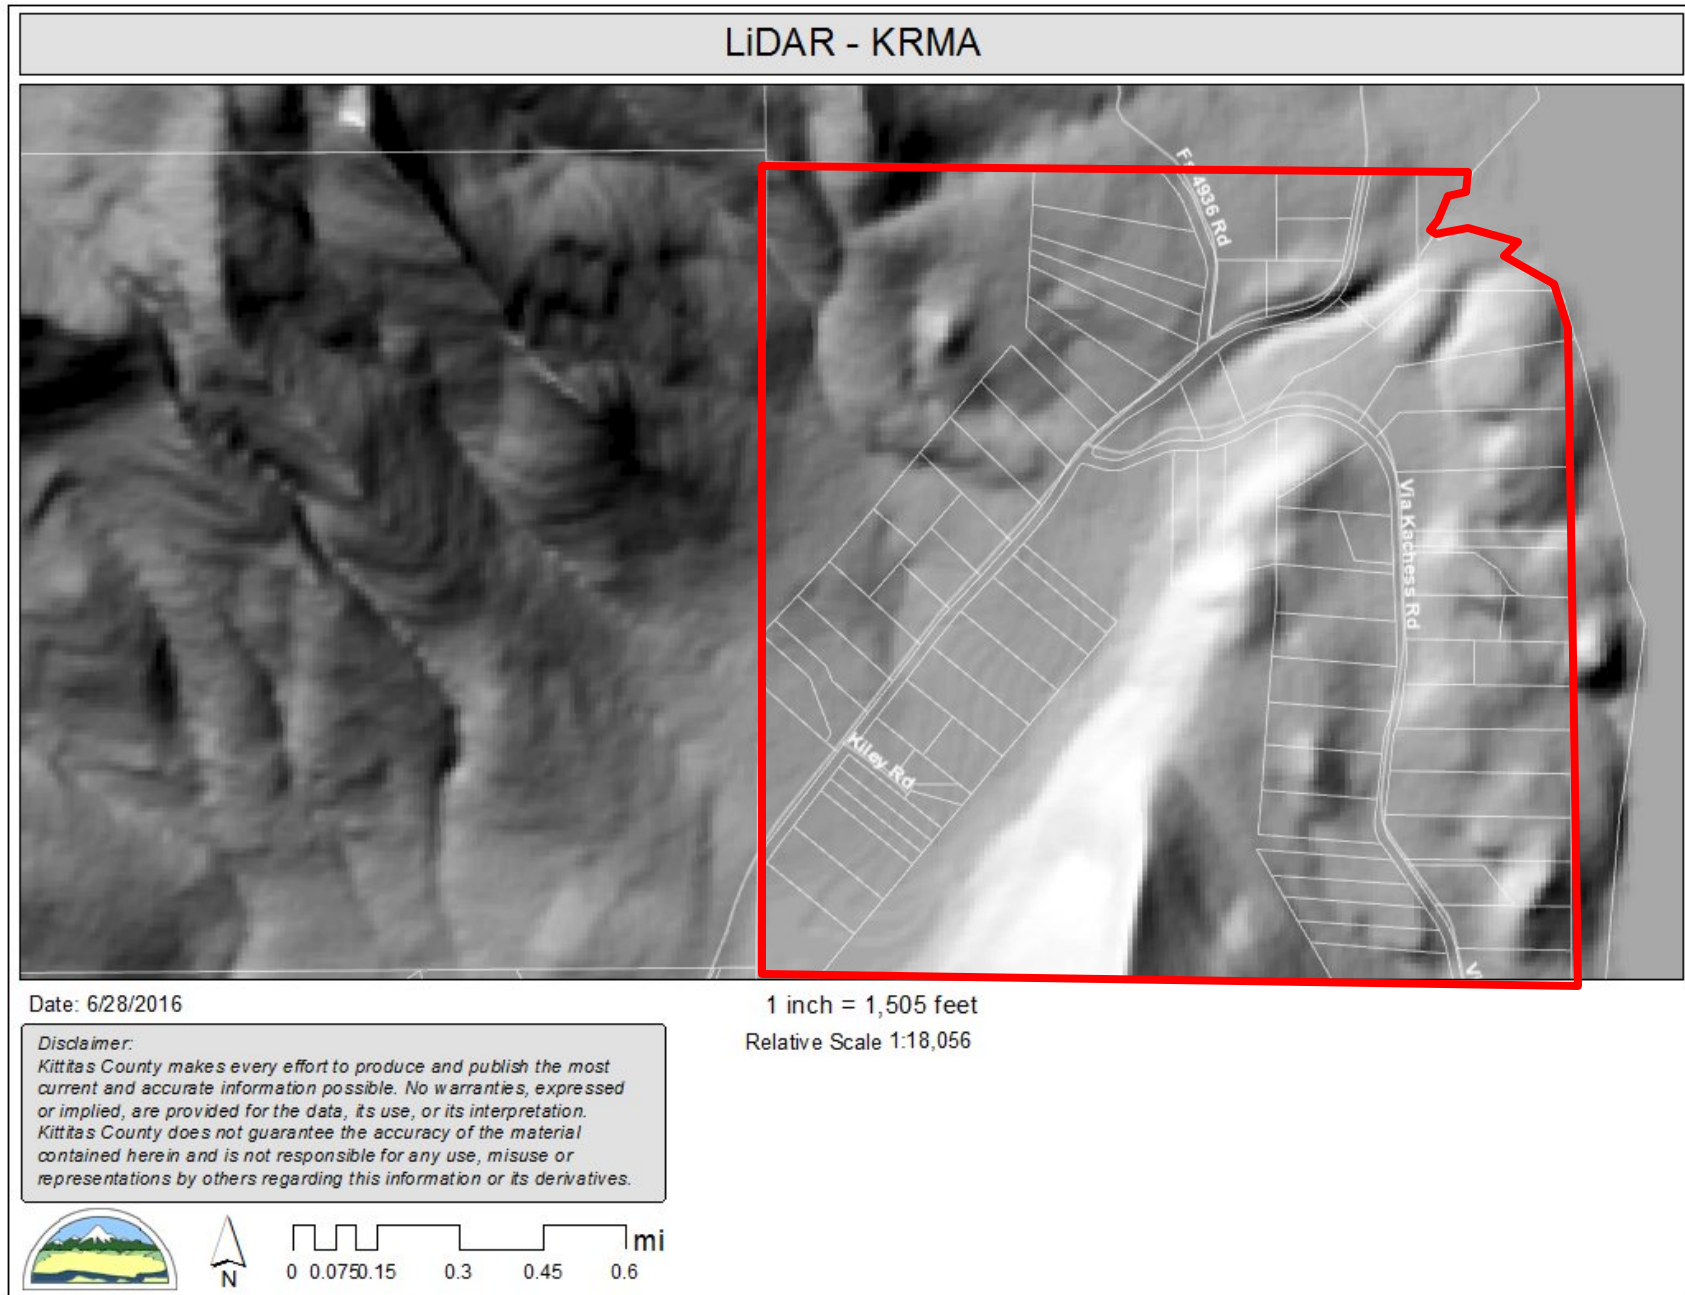 LiDAR - KRMA
Fs 4936 Rd
Via Kachess Rd
Kiley Rd
Vi
Date: 6/28/2016
1 inch = 1,505 feet
Relative Scale 1:18,056
Disclaimer:
Kittitas County makes every effort to produce and publish the most
current and accurate information possible. No warranties, expressed
or implied, are provided for the data, its use, or its interpretation.
Kittitas County does not guarantee the accuracy of the material
contained herein and is not responsible for any use, misuse or
representations by others regarding this information or its derivatives.
N
mi
0 0.075 0.15 0.3 0.45 0.6